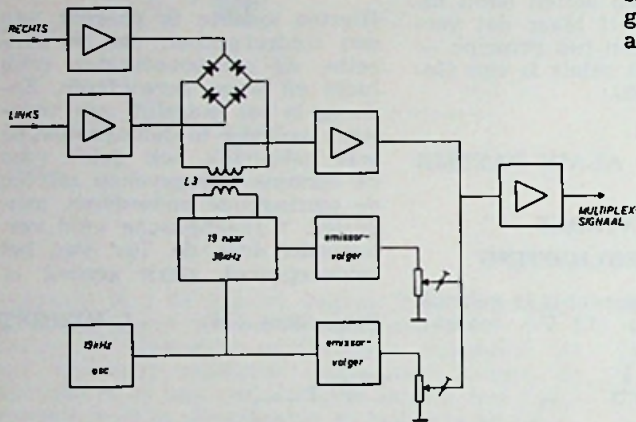 RECHTS
LINKS
L3
19 naar
38kHz
emissor-
volger
MULTIPLEX-
SIGNAAL
19kHz
osc
emissor-
volger
g
a